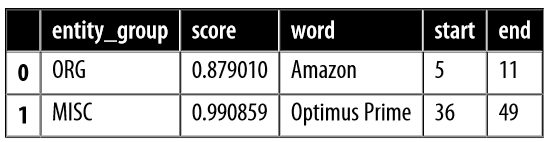 entity_group score word start end
0 ORG 0.879010 Amazon 5 11
1 MISC 0.990859 Optimus Prime 36 49